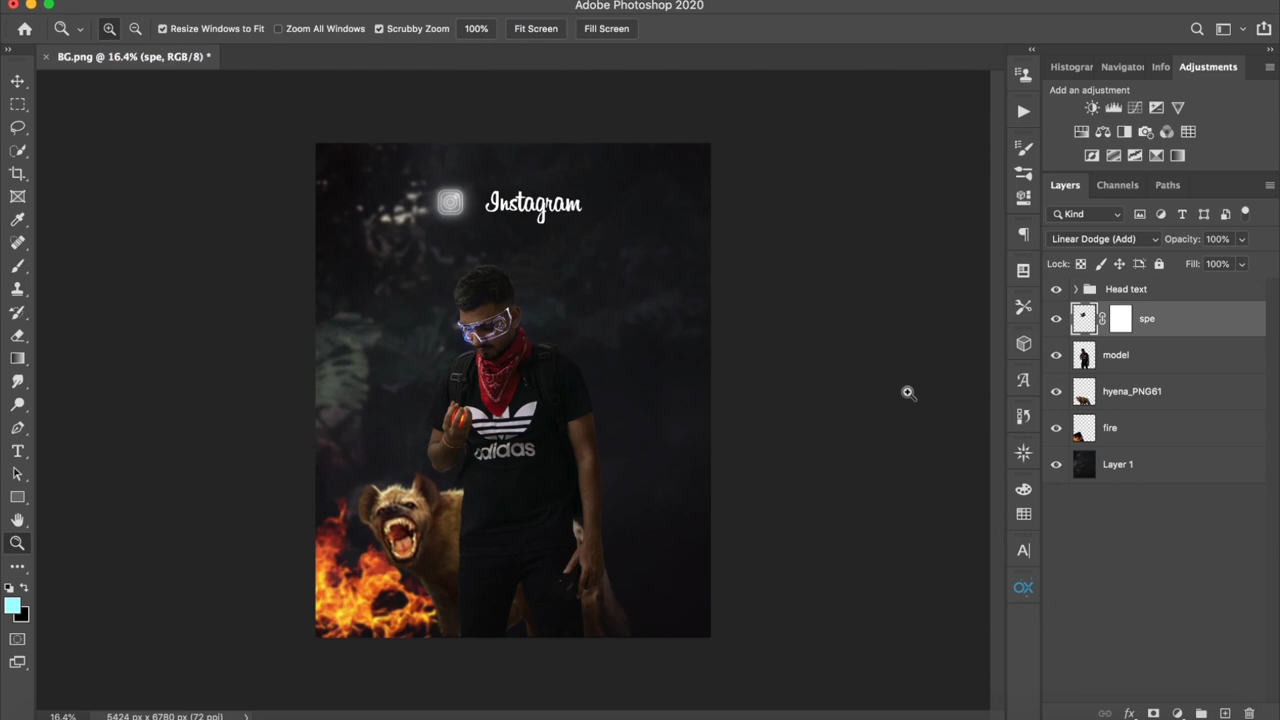 Adobe Photoshop 2020
Resize Windows to Fit Zoom All Windows Scrubby Zoom 100% Fit Screen Fill Screen
BG.png @ 16.4% (spe, RGB/8) *
Histogran Navigato Info Adjustments
Add an adjustment
Layers Channels Paths
Kind
Linear Dodge (Add) Opacity: 100%
Lock: Fill: 100%
Head text
spe
model
hyena_PNG61
fire
Layer 1
Instagram
adidas
16.4% 5424 px x 6780 px (72 ppi)